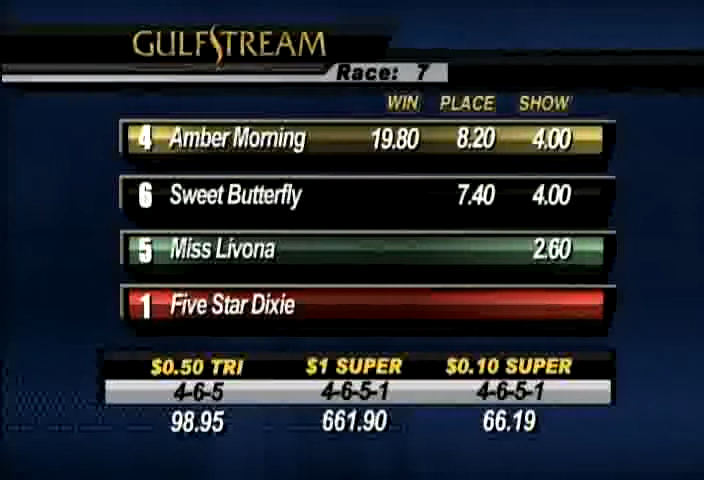 GULFSTREAM
Race: 7
WIN PLACE SHOW
4 Amber Morning 19.80 8.20 4.00
6 Sweet Butterfly 7.40 4.00
5 Miss Livona 2.60
1 Five Star Dixie
$0.50 TRI $1 SUPER $0.10 SUPER
4-6-5 4-6-5-1 4-6-5-1
98.95 661.90 66.19